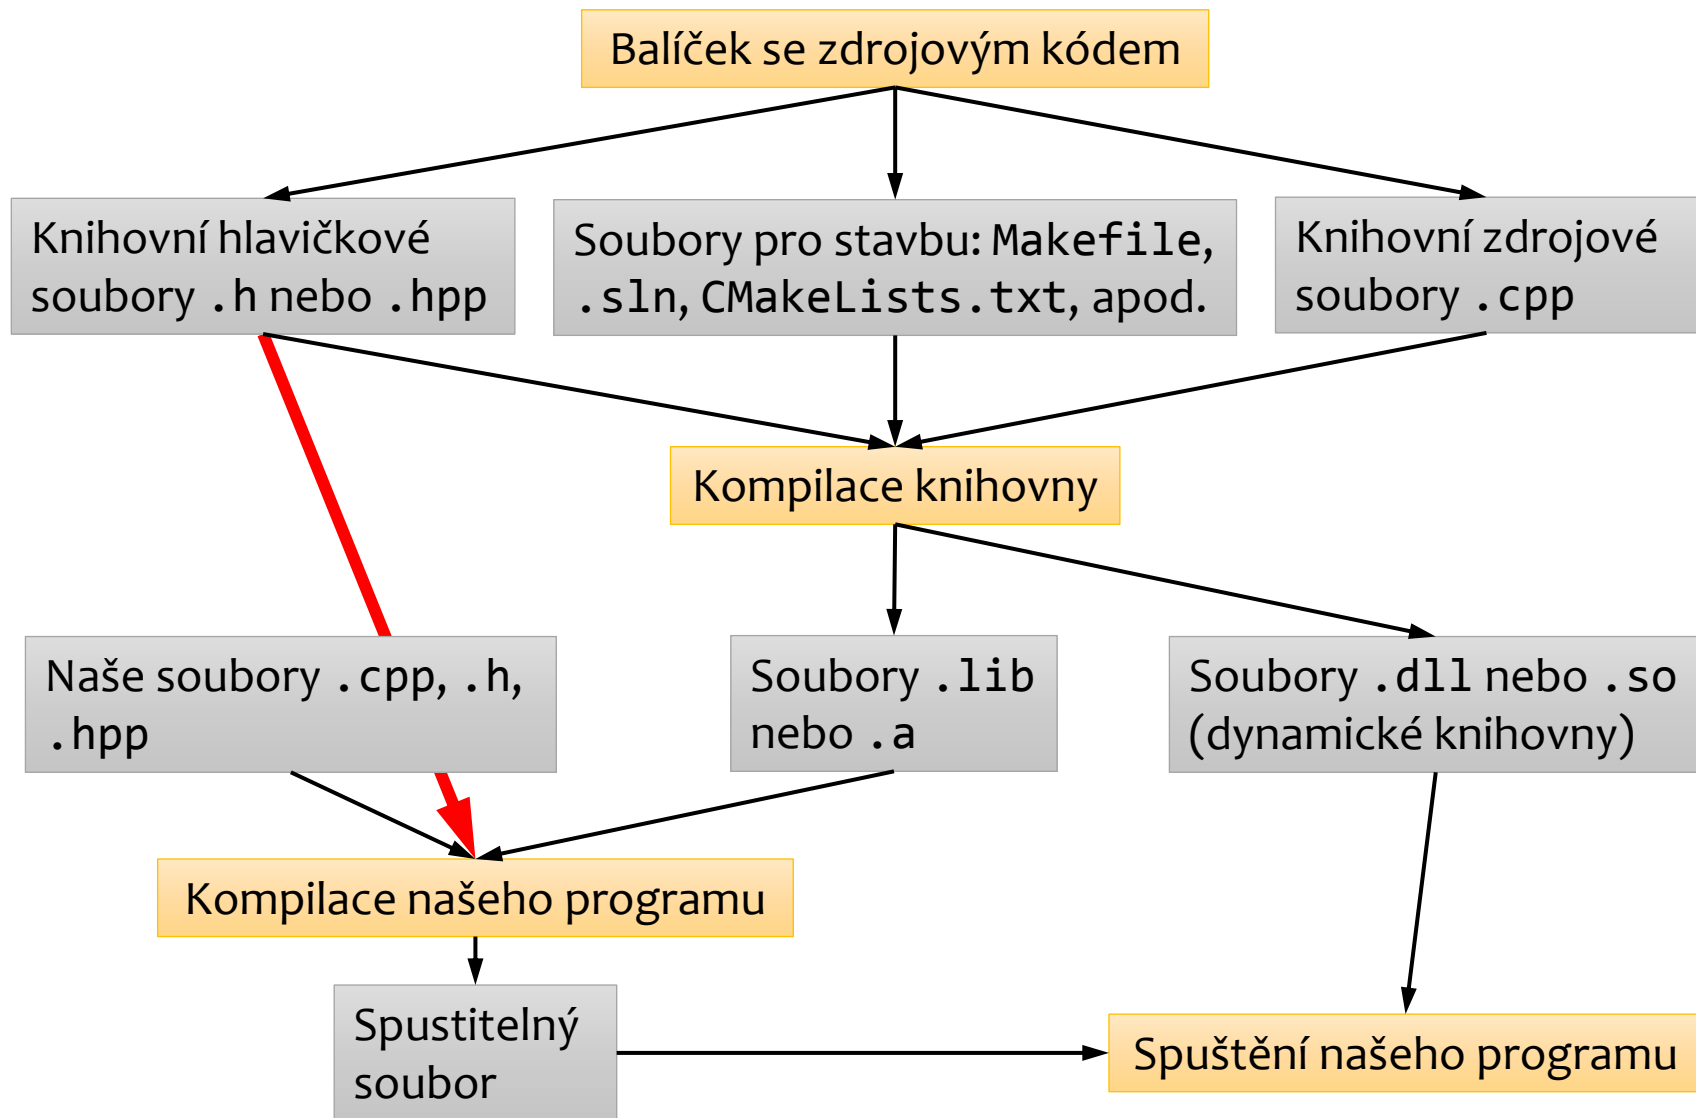 Balíček se zdrojovým kódem
Knihovní hlavičkové
soubory .h nebo .hpp
Soubory pro stavbu: Makefile,
.sln, CMakeLists.txt, apod.
Knihovní zdrojové
soubory .cpp
Kompilace knihovny
Naše soubory .cpp, .h,
.hpp
Soubory .lib
nebo .a
Soubory .dll nebo .so
(dynamické knihovny)
Kompilace našeho programu
Spustitelný
soubor
Spuštění našeho programu